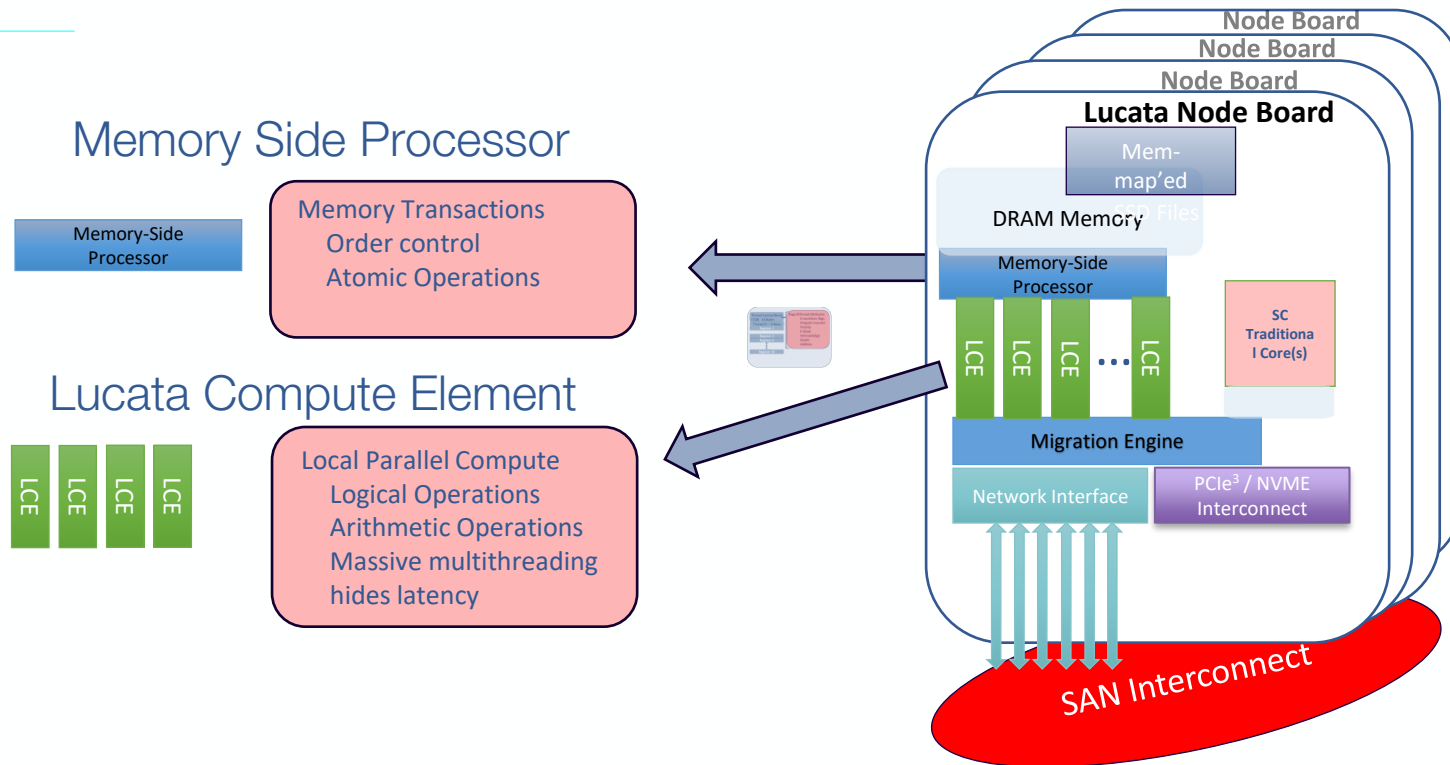 Memory Side Processor
Memory-Side
Processor
Memory Transactions
Order control
Atomic Operations
Lucata Compute Element
LCE
LCE
LCE
LCE
Local Parallel Compute
Logical Operations
Arithmetic Operations
Massive multithreading
hides latency
Node Board
Node Board
Node Board
Lucata Node Board
Mem-
map’ed
SSD Files
DRAM Memory
Memory-Side
Processor
LCE
LCE
LCE
...
LCE
SC
Traditiona
l Core(s)
Migration Engine
Network Interface
PCIe³ / NVME
Interconnect
SAN Interconnect